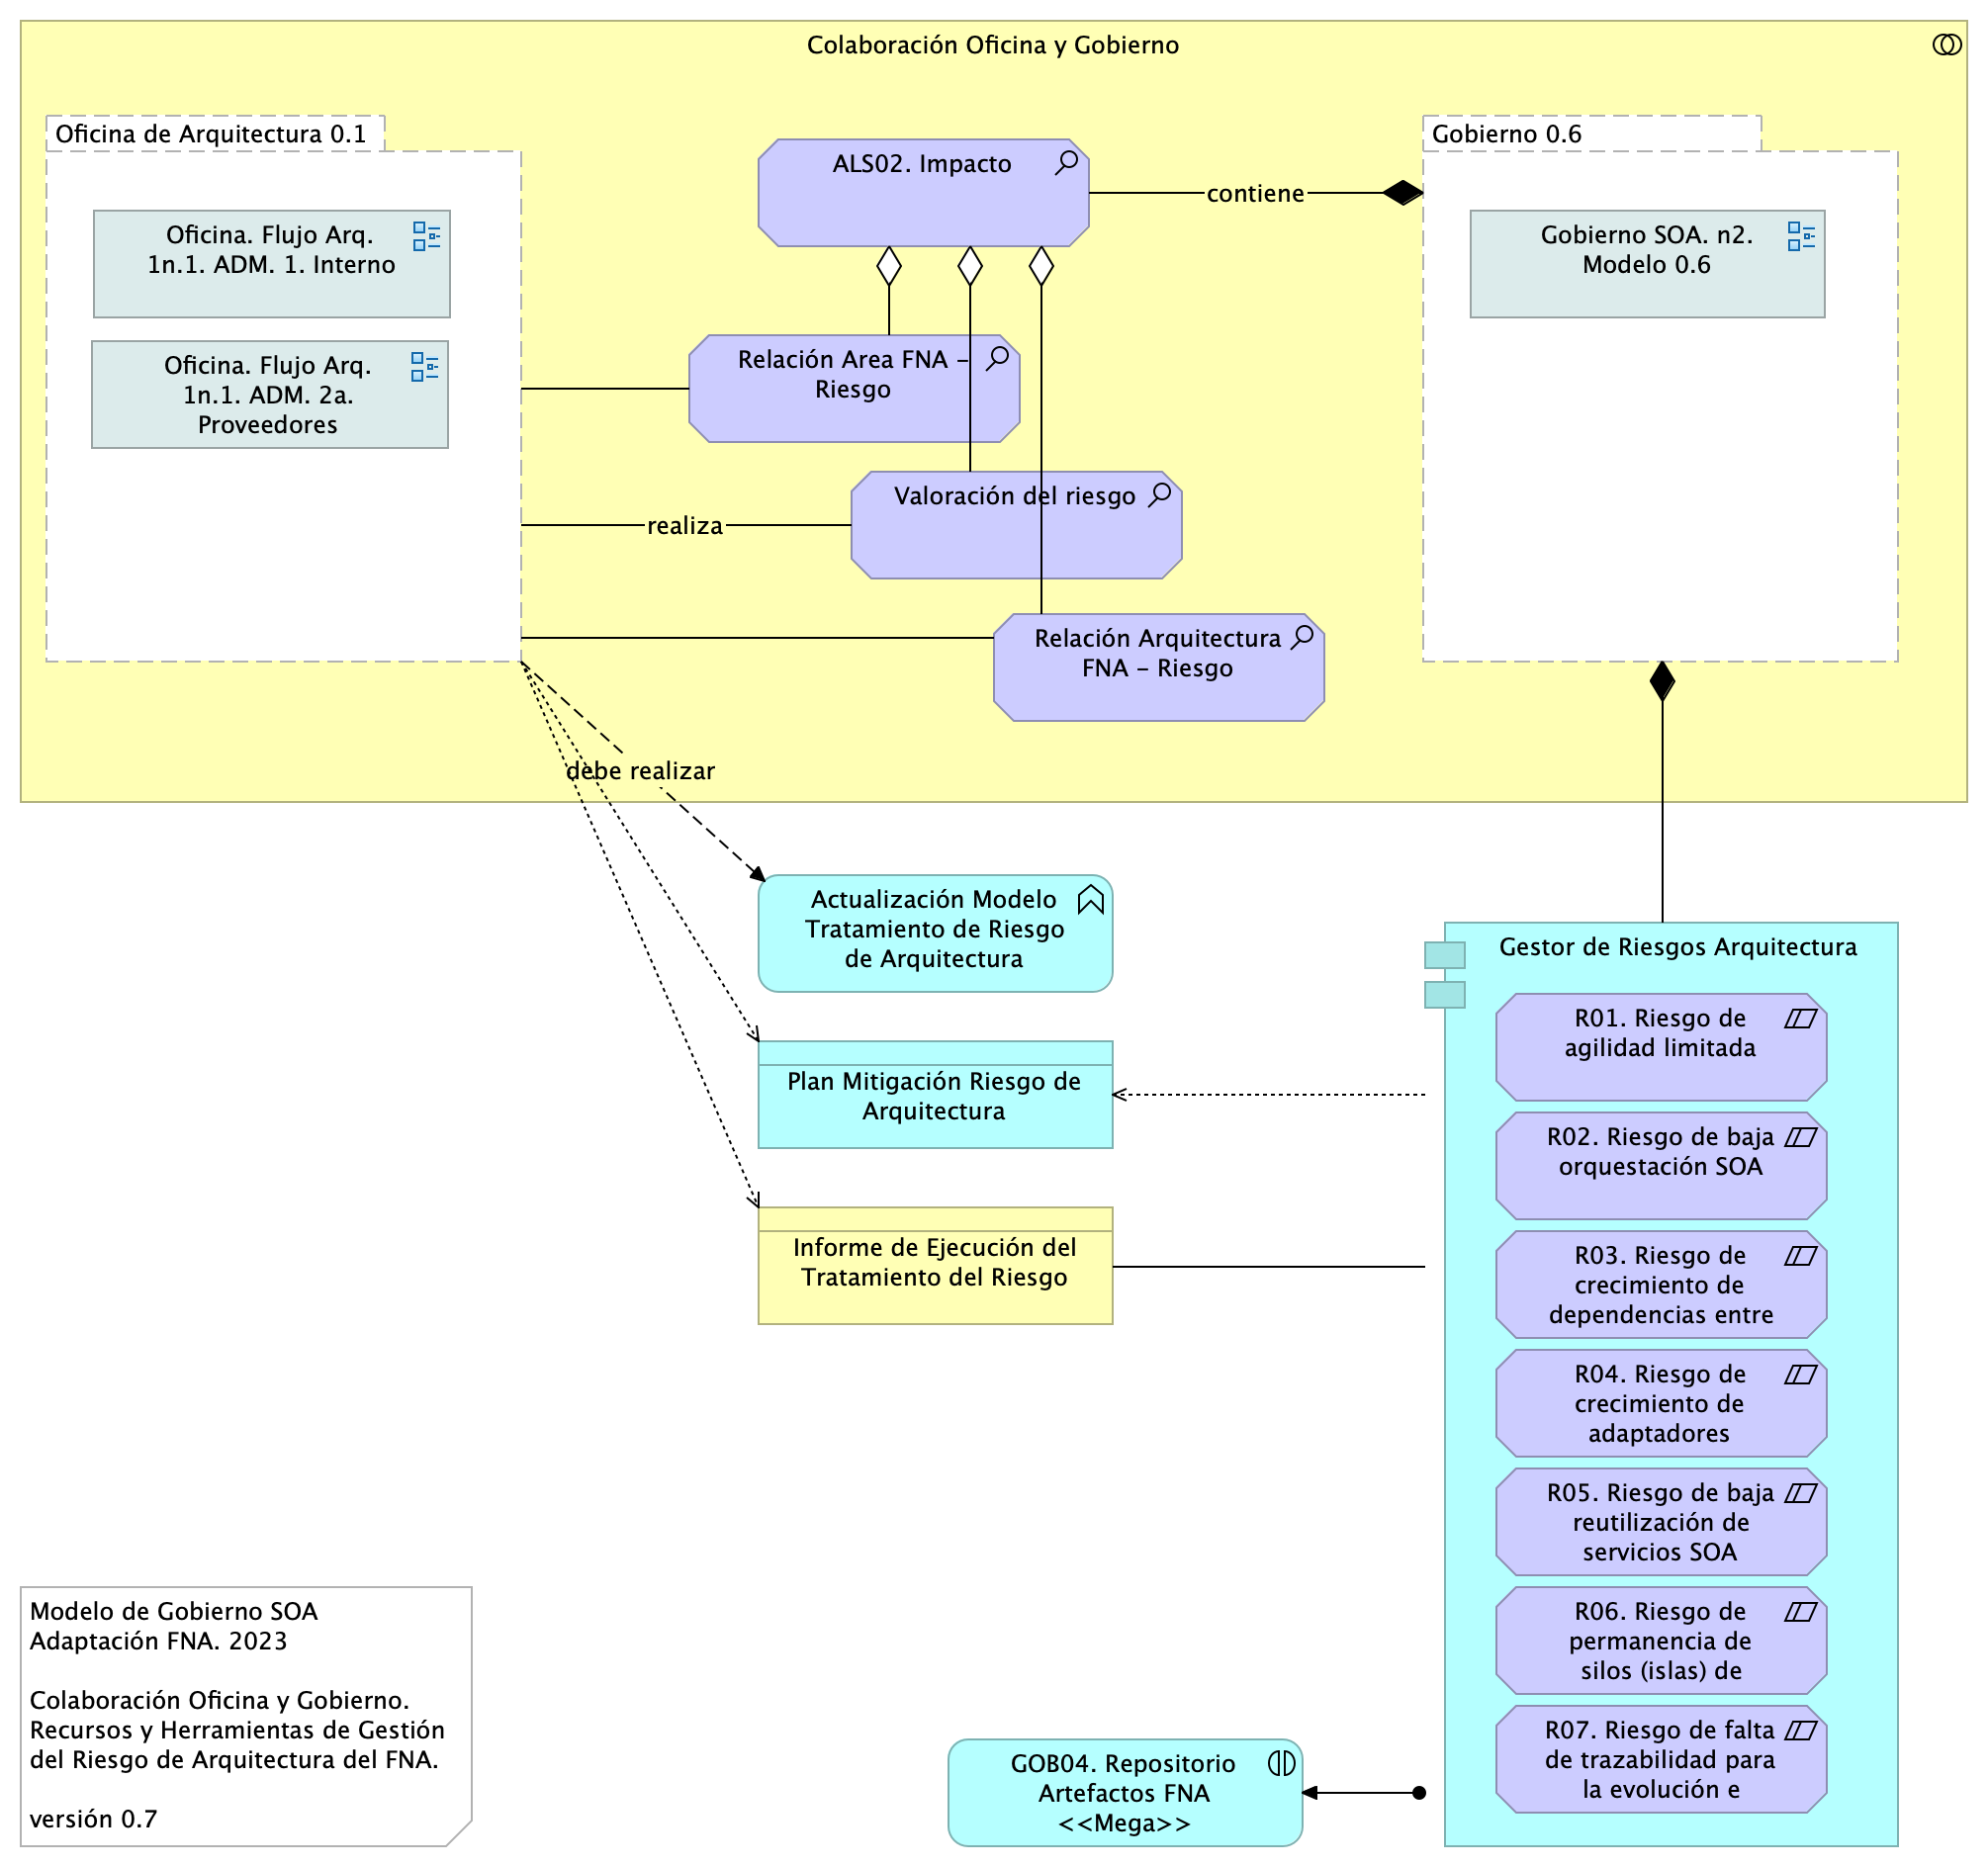 Colaboración Oficina y Gobierno
Oficina de Arquitectura 0.1
Oficina. Flujo Arq.
1n.1. ADM. 1. Interno
Oficina. Flujo Arq.
1n.1. ADM. 2a.
Proveedores
ALS02. Impacto
contiene
Gobierno 0.6
Gobierno SOA. n2.
Modelo 0.6
Relación Area FNA –
Riesgo
realiza
Valoración del riesgo
Relación Arquitectura
FNA – Riesgo
debe realizar
Actualización Modelo
Tratamiento de Riesgo
de Arquitectura
Plan Mitigación Riesgo de
Arquitectura
Informe de Ejecución del
Tratamiento del Riesgo
Gestor de Riesgos Arquitectura
R01. Riesgo de
agilidad limitada
R02. Riesgo de baja
orquestación SOA
R03. Riesgo de
crecimiento de
dependencias entre
R04. Riesgo de
crecimiento de
adaptadores
R05. Riesgo de baja
reutilización de
servicios SOA
R06. Riesgo de
permanencia de
silos (islas) de
R07. Riesgo de falta
de trazabilidad para
la evolución e
GOB04. Repositorio
Artefactos FNA
<<Mega>>
Modelo de Gobierno SOA
Adaptación FNA. 2023
Colaboración Oficina y Gobierno.
Recursos y Herramientas de Gestión
del Riesgo de Arquitectura del FNA.
versión 0.7